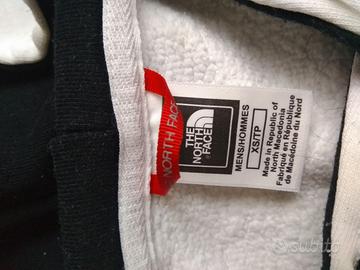 THE
NORTH
FACE
MENS/HOMMES
XS/TP
Made in Republic of
North Macedonia
Fabriqué en République
de Macédoine du Nord
NORTH FACE
subito